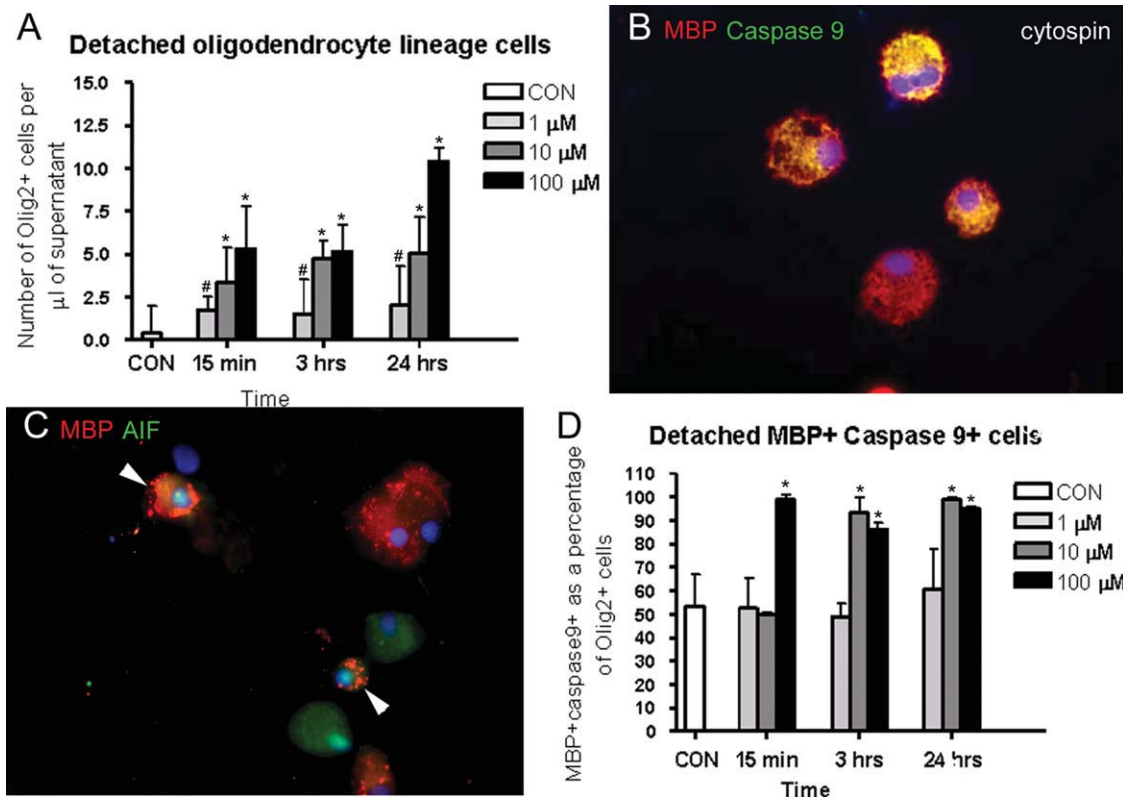 A
Detached oligodendrocyte lineage cells
Number of Olig2+ cells per
µl of supernatant
15.0
12.5
10.0
7.5
5.0
2.5
0.0
CON
1 µM
10 µM
100 µM
# * *
# * *
# * *
CON 15 min 3 hrs 24 hrs
Time
B MBP Caspase 9 cytospin
C MBP AIF
D
Detached MBP+ Caspase 9+ cells
MBP+caspase9+ as a percentage
of Olig2+ cells
100
90
80
70
60
50
40
30
20
10
0
CON
1 µM
10 µM
100 µM
*
* *
* *
CON 15 min 3 hrs 24 hrs
Time